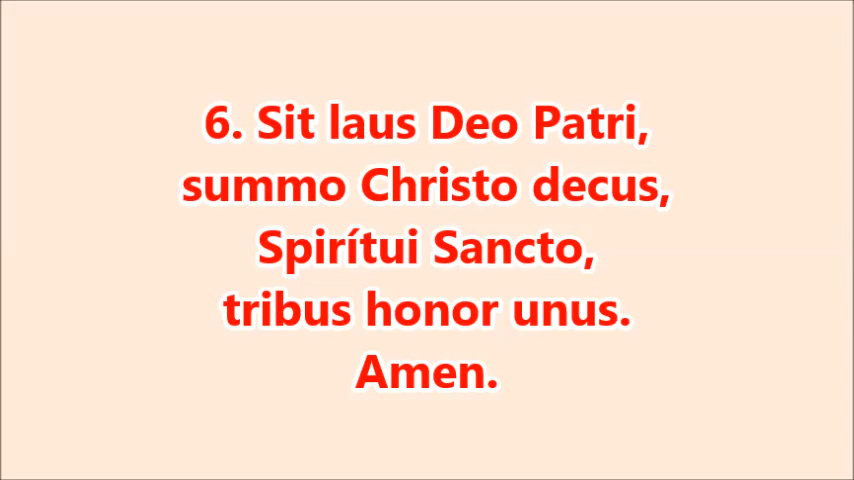 6. Sit laus Deo Patri,
summo Christo decus,
Spirítui Sancto,
tribus honor unus.
Amen.